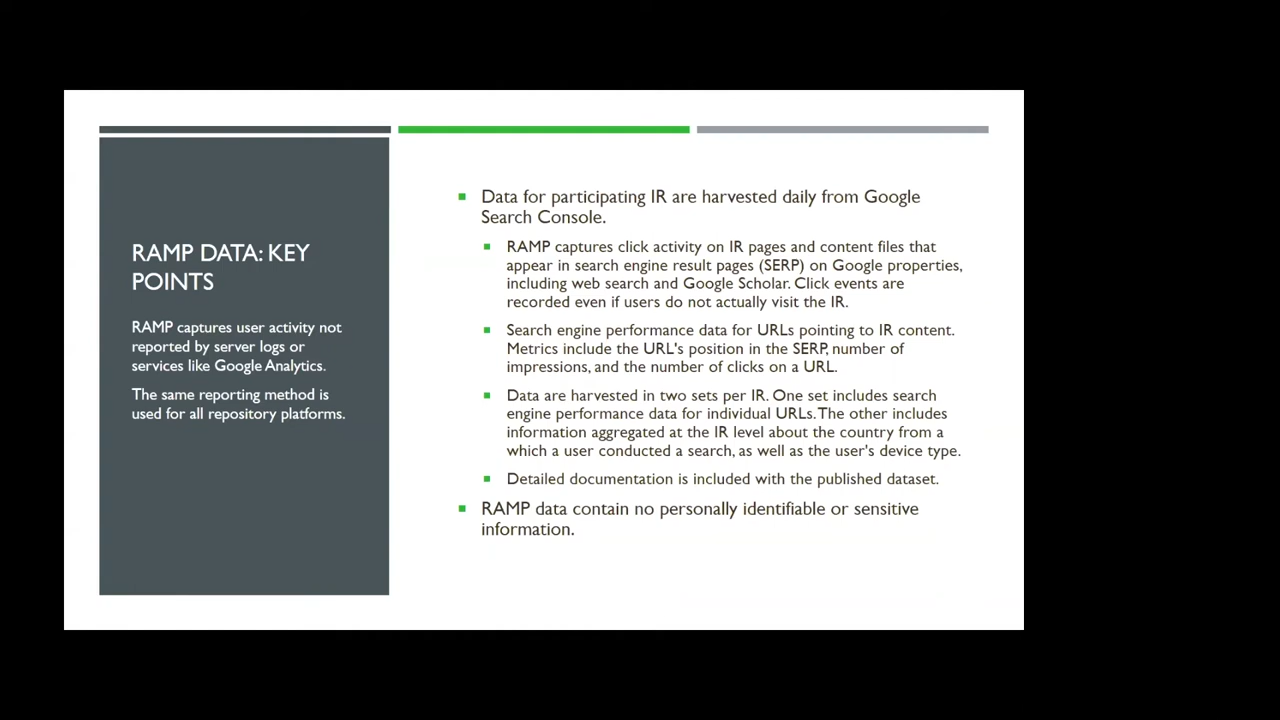 RAMP DATA: KEY
POINTS
RAMP captures user activity not
reported by server logs or
services like Google Analytics.
The same reporting method is
used for all repository platforms.
Data for participating IR are harvested daily from Google
Search Console.
RAMP captures click activity on IR pages and content files that
appear in search engine result pages (SERP) on Google properties,
including web search and Google Scholar. Click events are
recorded even if users do not actually visit the IR.
Search engine performance data for URLs pointing to IR content.
Metrics include the URL's position in the SERP, number of
impressions, and the number of clicks on a URL.
Data are harvested in two sets per IR. One set includes search
engine performance data for individual URLs. The other includes
information aggregated at the IR level about the country from a
which a user conducted a search, as well as the user's device type.
Detailed documentation is included with the published dataset.
RAMP data contain no personally identifiable or sensitive
information.